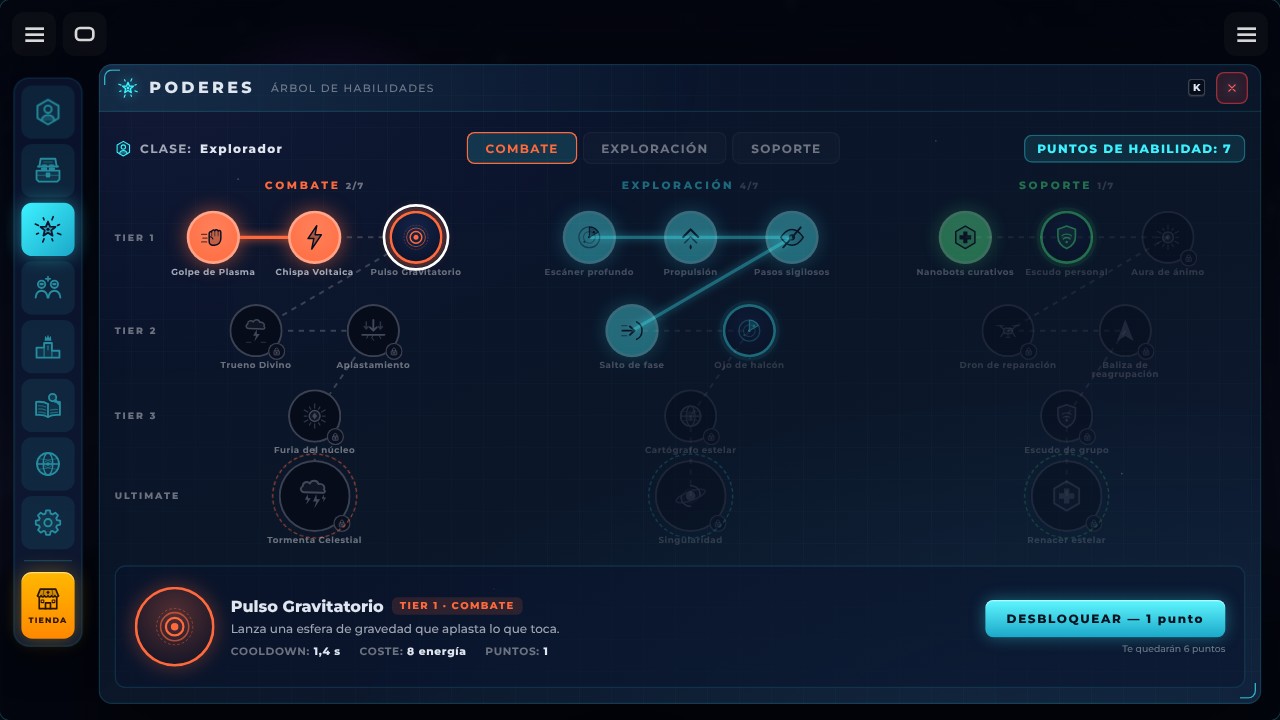 PODERES ÁRBOL DE HABILIDADES K
CLASE: Explorador
COMBATE EXPLORACIÓN SOPORTE
PUNTOS DE HABILIDAD: 7
COMBATE 2/7 EXPLORACIÓN 4/7 SOPORTE 1/7
TIER 1
Golpe de Plasma Chispa Voltaica Pulso Gravitatorio Escáner profundo Propulsión Pasos sigilosos Nanobots curativos Escudo personal Aura de ánimo
TIER 2
Trueno Divino Aplastamiento Salto de fase Ojo de halcón Dron de reparación Baliza de
reagrupación
TIER 3
Furia del núcleo Cartógrafo estelar Escudo de grupo
ULTIMATE
Tormenta Celestial Singularidad Renacer estelar
TIENDA
Pulso Gravitatorio TIER 1 · COMBATE
Lanza una esfera de gravedad que aplasta lo que toca.
COOLDOWN: 1,4 s COSTE: 8 energía PUNTOS: 1
DESBLOQUEAR — 1 punto
Te quedarán 6 puntos